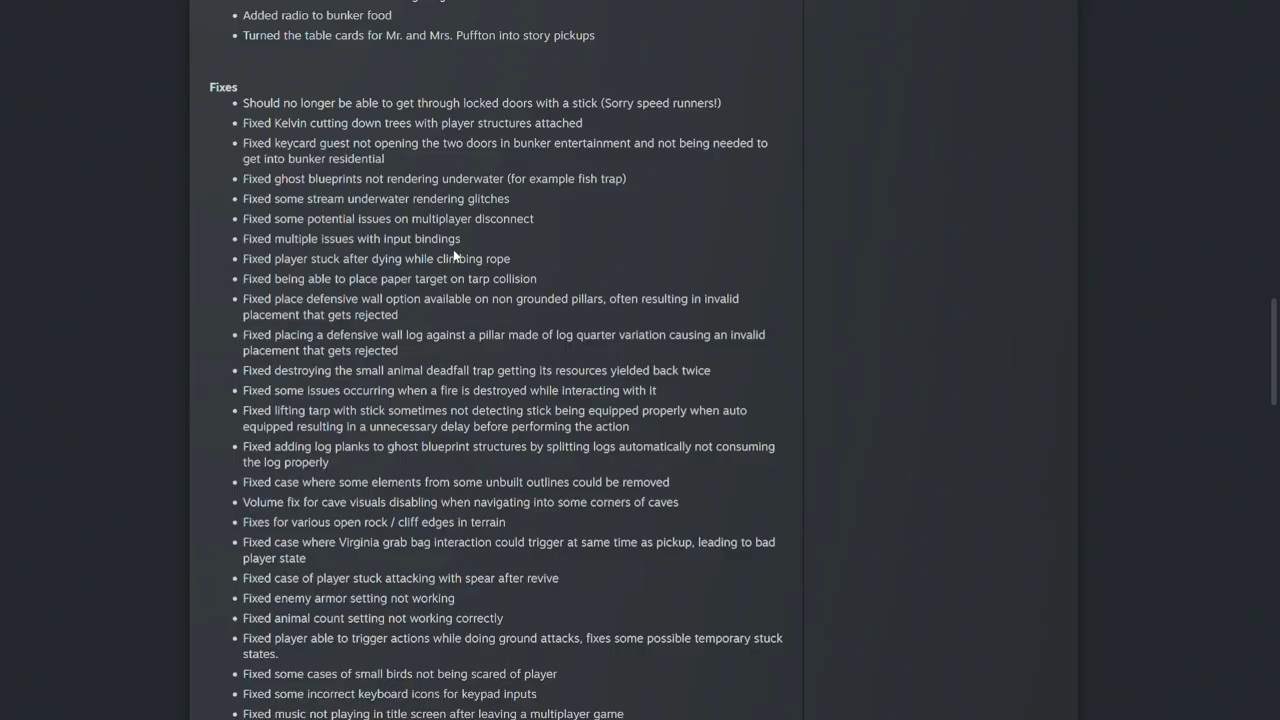 Added radio to bunker food
Turned the table cards for Mr. and Mrs. Puffton into story pickups
Fixes
Should no longer be able to get through locked doors with a stick (Sorry speed runners!)
Fixed Kelvin cutting down trees with player structures attached
Fixed keycard guest not opening the two doors in bunker entertainment and not being needed to
get into bunker residential
Fixed ghost blueprints not rendering underwater (for example fish trap)
Fixed some stream underwater rendering glitches
Fixed some potential issues on multiplayer disconnect
Fixed multiple issues with input bindings
Fixed player stuck after dying while climbing rope
Fixed being able to place paper target on tarp collision
Fixed place defensive wall option available on non grounded pillars, often resulting in invalid
placement that gets rejected
Fixed placing a defensive wall log against a pillar made of log quarter variation causing an invalid
placement that gets rejected
Fixed destroying the small animal deadfall trap getting its resources yielded back twice
Fixed some issues occurring when a fire is destroyed while interacting with it
Fixed lifting tarp with stick sometimes not detecting stick being equipped properly when auto
equipped resulting in a unnecessary delay before performing the action
Fixed adding log planks to ghost blueprint structures by splitting logs automatically not consuming
the log properly
Fixed case where some elements from some unbuilt outlines could be removed
Volume fix for cave visuals disabling when navigating into some corners of caves
Fixes for various open rock / cliff edges in terrain
Fixed case where Virginia grab bag interaction could trigger at same time as pickup, leading to bad
player state
Fixed case of player stuck attacking with spear after revive
Fixed enemy armor setting not working
Fixed animal count setting not working correctly
Fixed player able to trigger actions while doing ground attacks, fixes some possible temporary stuck
states.
Fixed some cases of small birds not being scared of player
Fixed some incorrect keyboard icons for keypad inputs
Fixed music not playing in title screen after leaving a multiplayer game